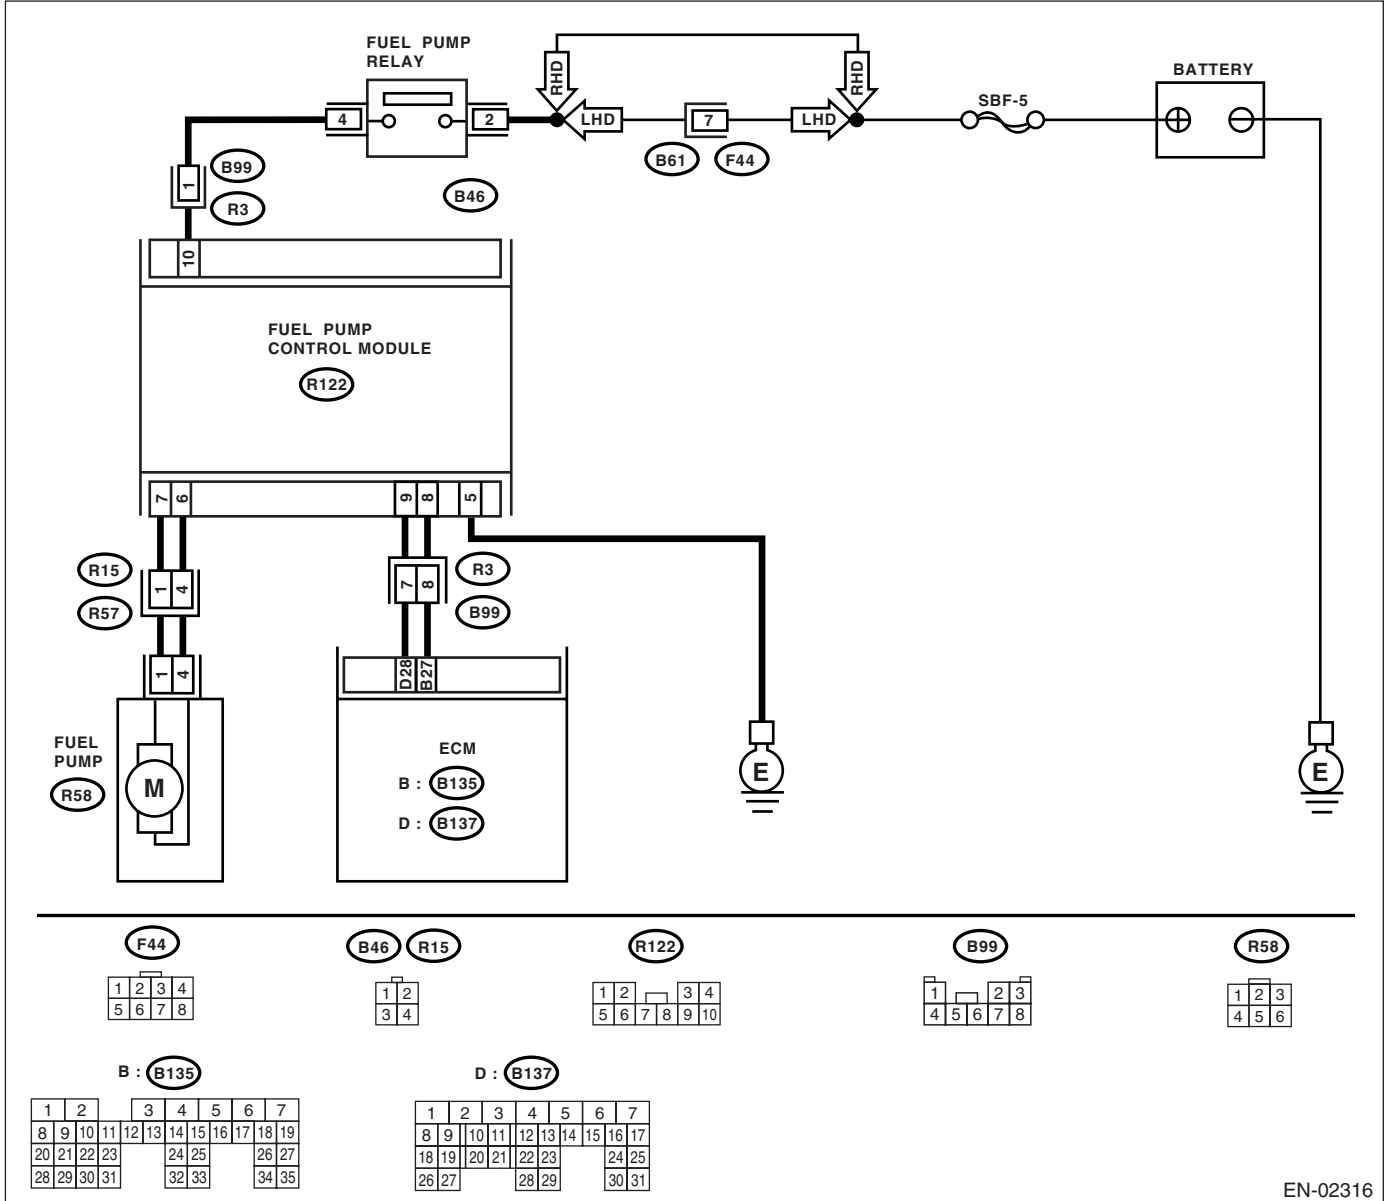 FUEL PUMP
RELAY
RHD
RHD
BATTERY
SBF-5
4
2
LHD
7
LHD
B61
F44
1
B99
R3
B46
10
FUEL PUMP
CONTROL MODULE
R122
7 6
9 8
5
R15
R57
1 4
7 8
R3
B99
1 4
D28 B27
FUEL
PUMP
R58
M
ECM
B : B135
D : B137
E
E
F44
B46 R15
R122
B99
R58
1 2 3 4
5 6 7 8
1 2
3 4
1 2 3 4
5 6 7 8 9 10
1 2 3
4 5 6 7 8
1 2 3
4 5 6
B : B135
1 2 3 4 5 6 7
8 9 10 11 12 13 14 15 16 17 18 19
20 21 22 23 24 25 26 27
28 29 30 31 32 33 34 35
D : B137
1 2 3 4 5 6 7
8 9 10 11 12 13 14 15 16 17
18 19 20 21 22 23 24 25
26 27 28 29 30 31
EN-02316